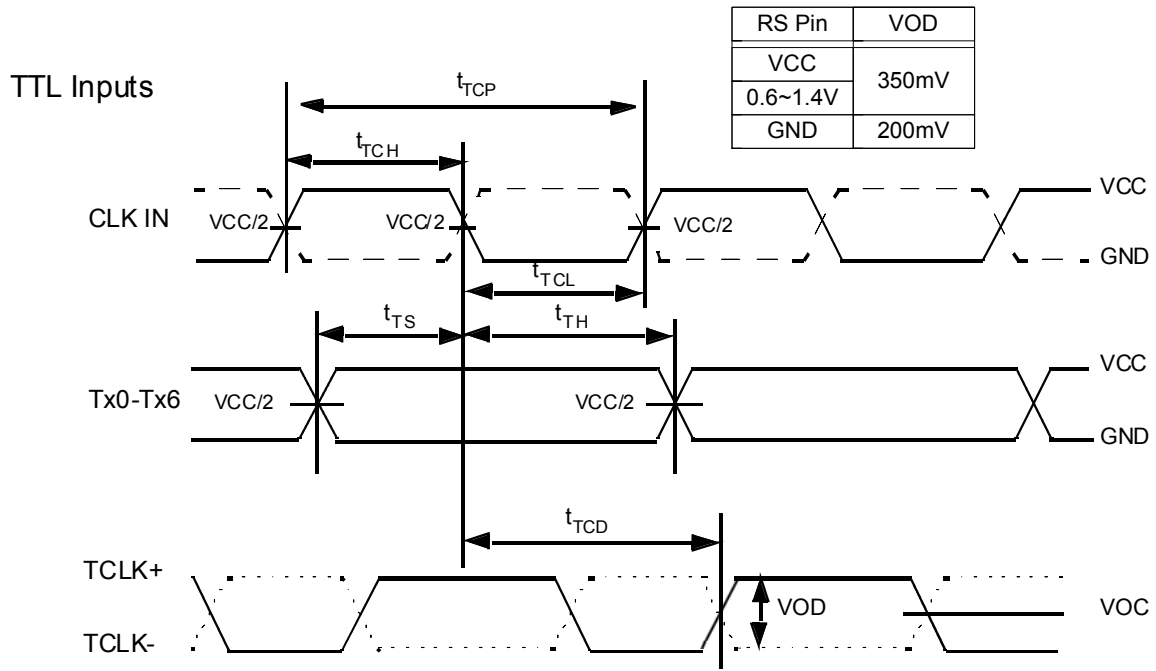 RS Pin VOD
VCC 350mV
0.6~1.4V
GND 200mV
TTL Inputs
tTCP
tTCH
CLK IN VCC/2 VCC/2 VCC/2 VCC
GND
tTCL
tTS tTH
Tx0-Tx6 VCC/2 VCC/2 VCC
GND
tTCD
TCLK+
VOD VOC
TCLK-